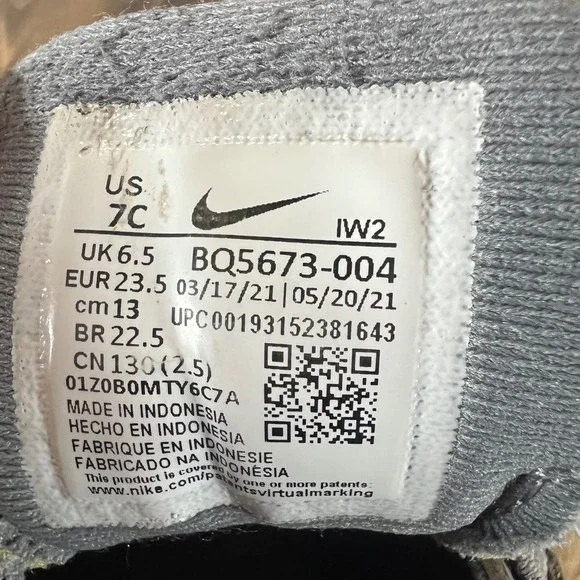 US
7C
IW2
UK 6.5
BQ5673-004
EUR 23.5
03/17/21 | 05/20/21
cm 13
UPC 00193152381643
BR 22.5
CN 130 (2.5)
01Z0B0MTY6C7A
MADE IN INDONESIA
HECHO EN INDONESIA
FABRIQUE EN INDONESIE
FABRICADO NA INDONÉSIA
This product is covered by one or more patents:
www.nike.com/patentsvirtualmarking